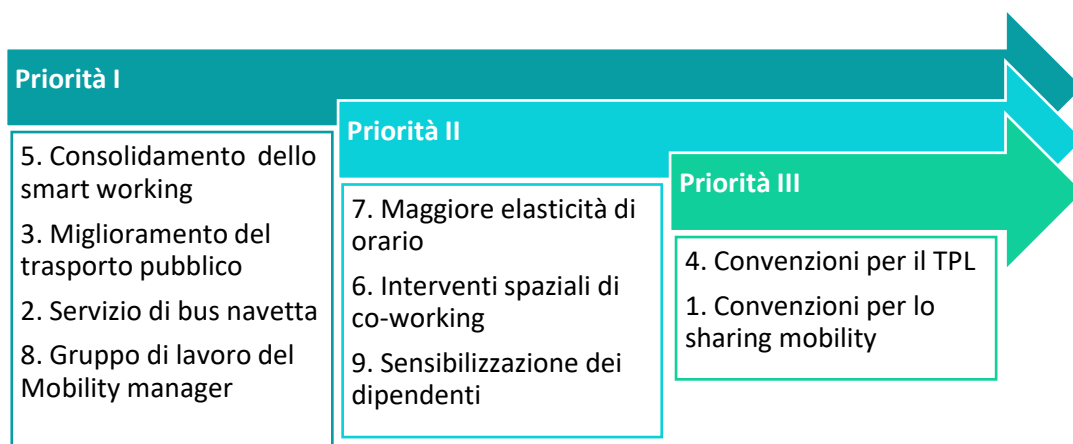 Priorità I
5. Consolidamento dello
smart working
3. Miglioramento del
trasporto pubblico
2. Servizio di bus navetta
8. Gruppo di lavoro del
Mobility manager
Priorità II
7. Maggiore elasticità di
orario
6. Interventi spaziali di
co-working
9. Sensibilizzazione dei
dipendenti
Priorità III
4. Convenzioni per il TPL
1. Convenzioni per lo
sharing mobility